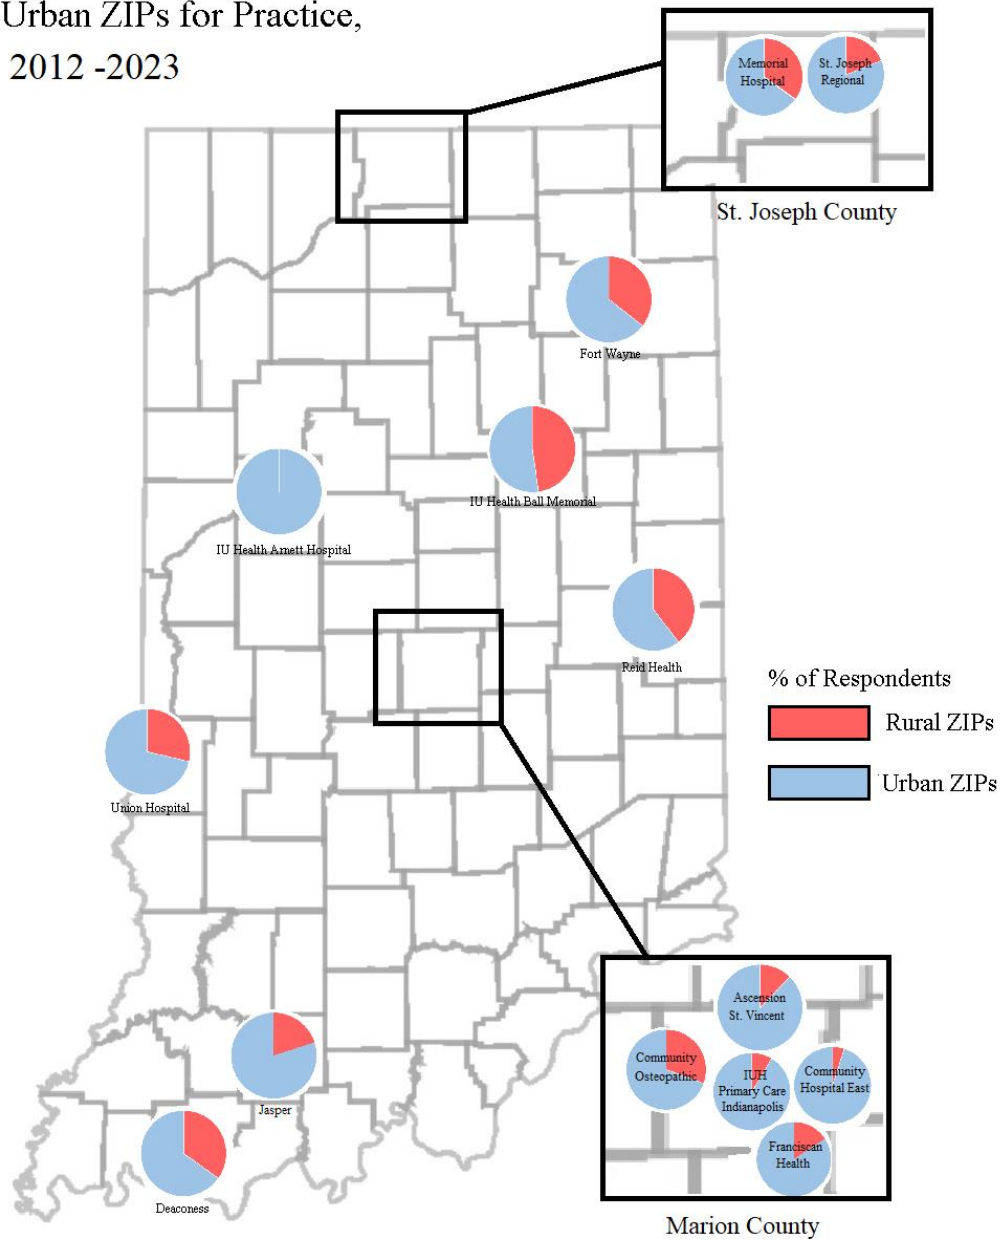 Urban ZIPs for Practice,
2012 -2023
Memorial
Hospital
St. Joseph
Regional
St. Joseph County
Fort Wayne
IU Health Ball Memorial
IU Health Arnett Hospital
Reid Health
% of Respondents
Rural ZIPs
Urban ZIPs
Union Hospital
Ascension
St. Vincent
Community
Osteopathic
IUH
Primary Care
Indianapolis
Community
Hospital East
Franciscan
Health
Jasper
Deaconess
Marion County